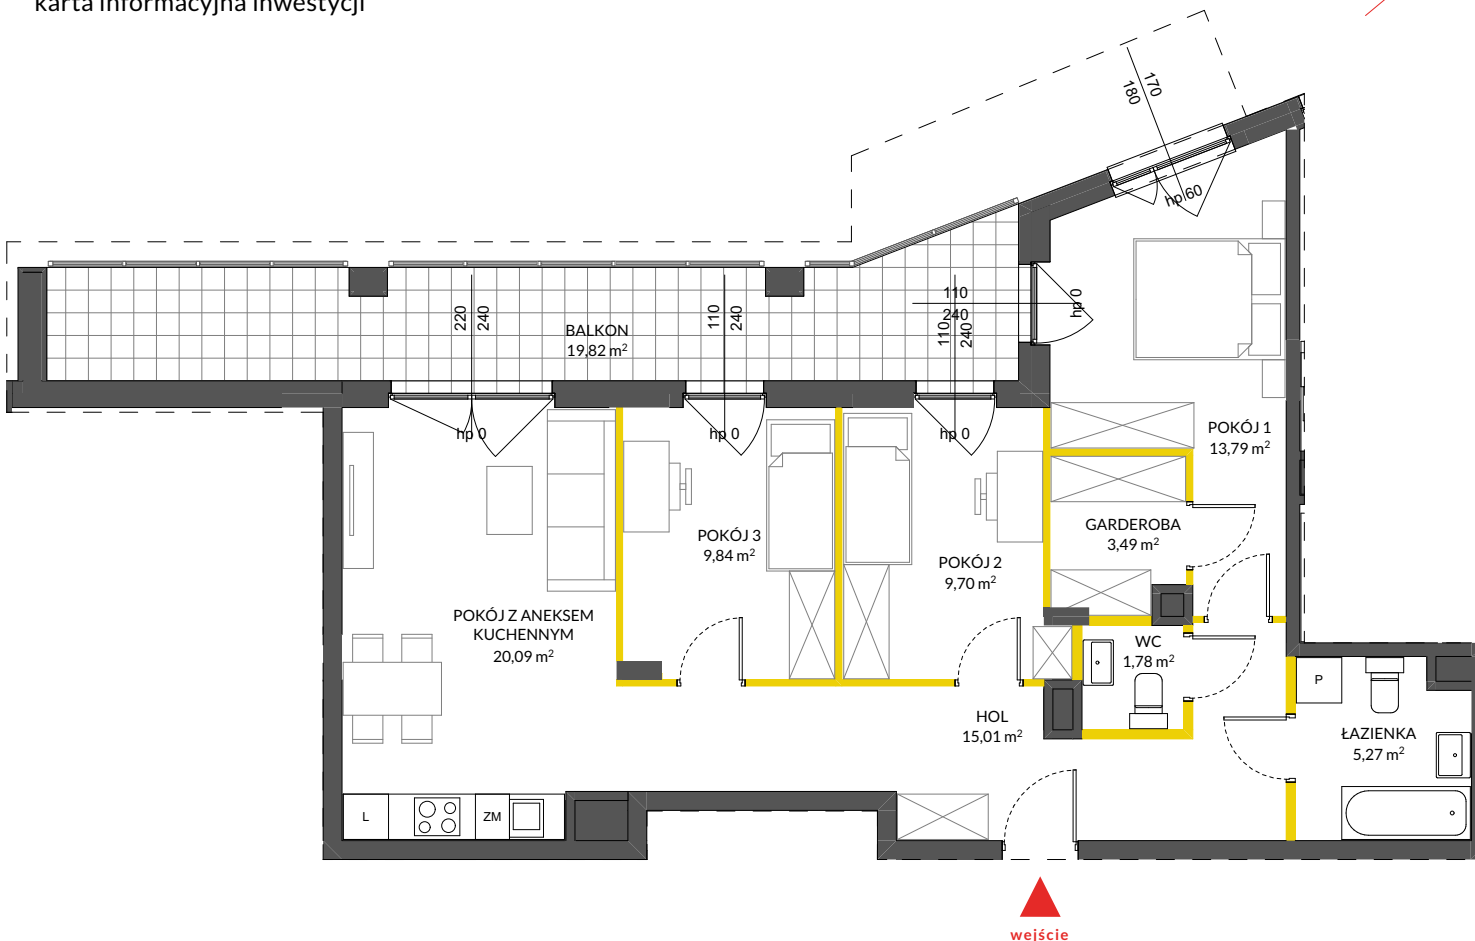 karta informacyjna inwestycji
170
180
hp 60
110
240
hp 0
220
240
110
240
110
240
BALKON
19,82 m²
hp 0
hp 0
hp 0
POKÓJ 1
13,79 m²
GARDEROBA
3,49 m²
POKÓJ 3
9,84 m²
POKÓJ 2
9,70 m²
POKÓJ Z ANEKSEM
KUCHENNYM
20,09 m²
WC
1,78 m²
P
HOL
15,01 m²
ŁAZIENKA
5,27 m²
L
ZM
wejście